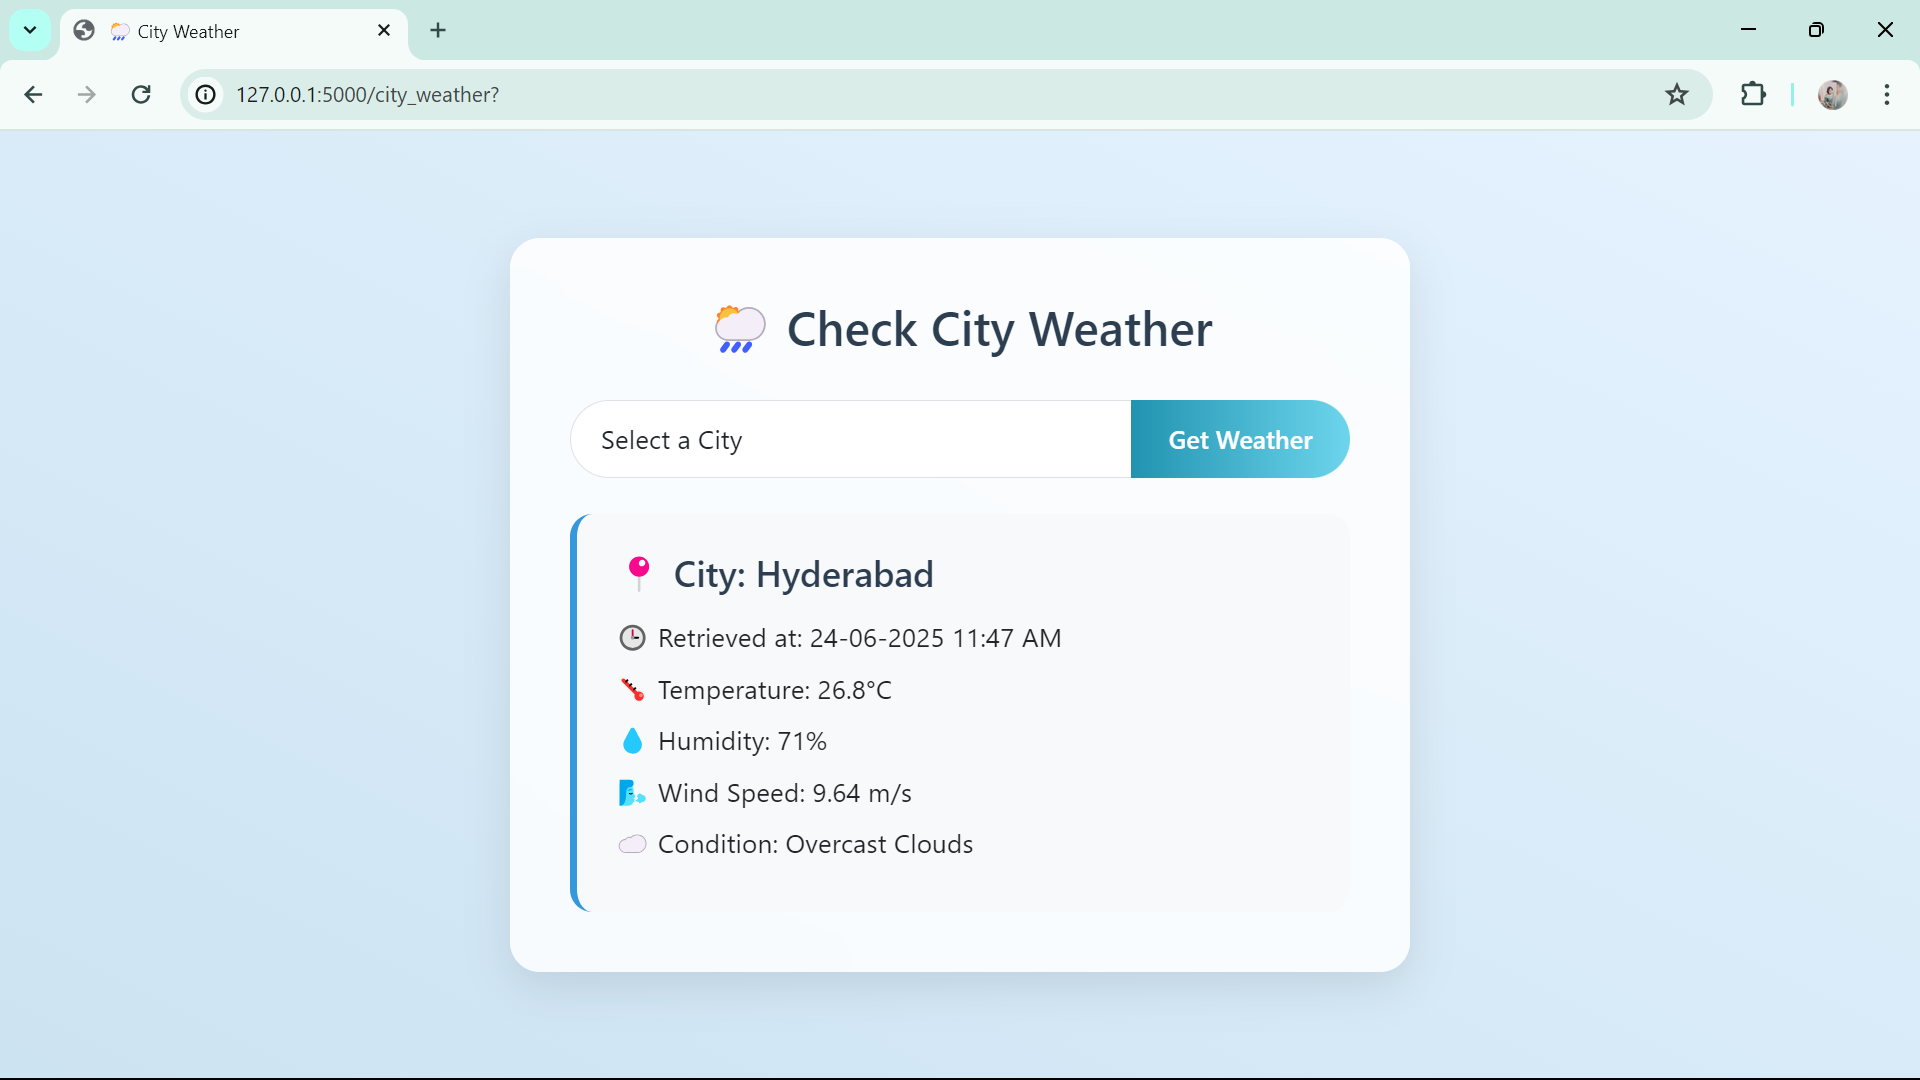 City Weather
127.0.0.1:5000/city_weather?
Check City Weather
Select a City
Get Weather
City: Hyderabad
Retrieved at: 24-06-2025 11:47 AM
Temperature: 26.8°C
Humidity: 71%
Wind Speed: 9.64 m/s
Condition: Overcast Clouds